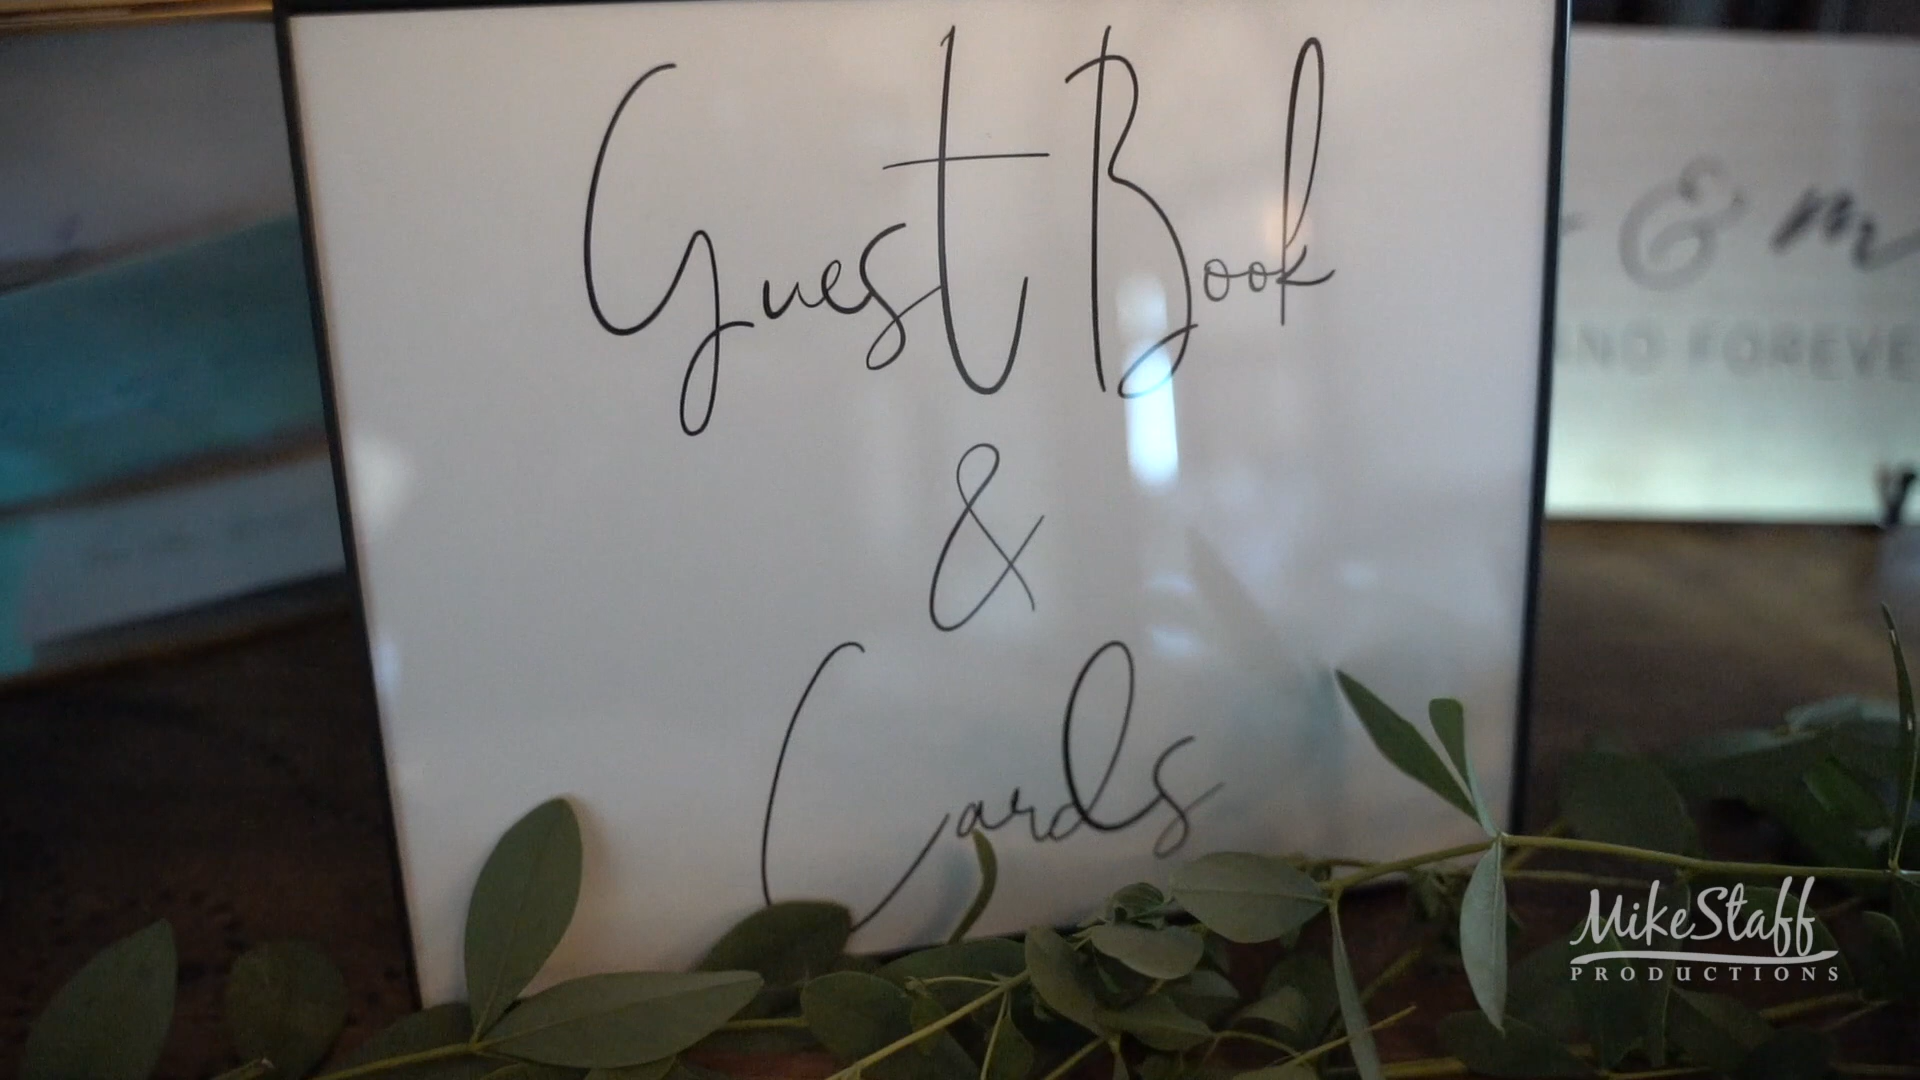 Guest Book
&
Cards
& m
AND FOREVE
MikeStaff
PRODUCTIONS